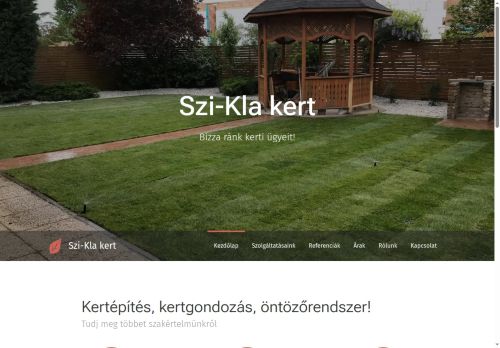 Szi-Kla kert
Bízza ránk kerti ügyeit!
Szi-Kla kert
Kezdőlap
Szolgáltatásaink
Referenciák
Árak
Rólunk
Kapcsolat
Kertépítés, kertgondozás, öntözőrendszer!
Tudj meg többet szakértelmünkről